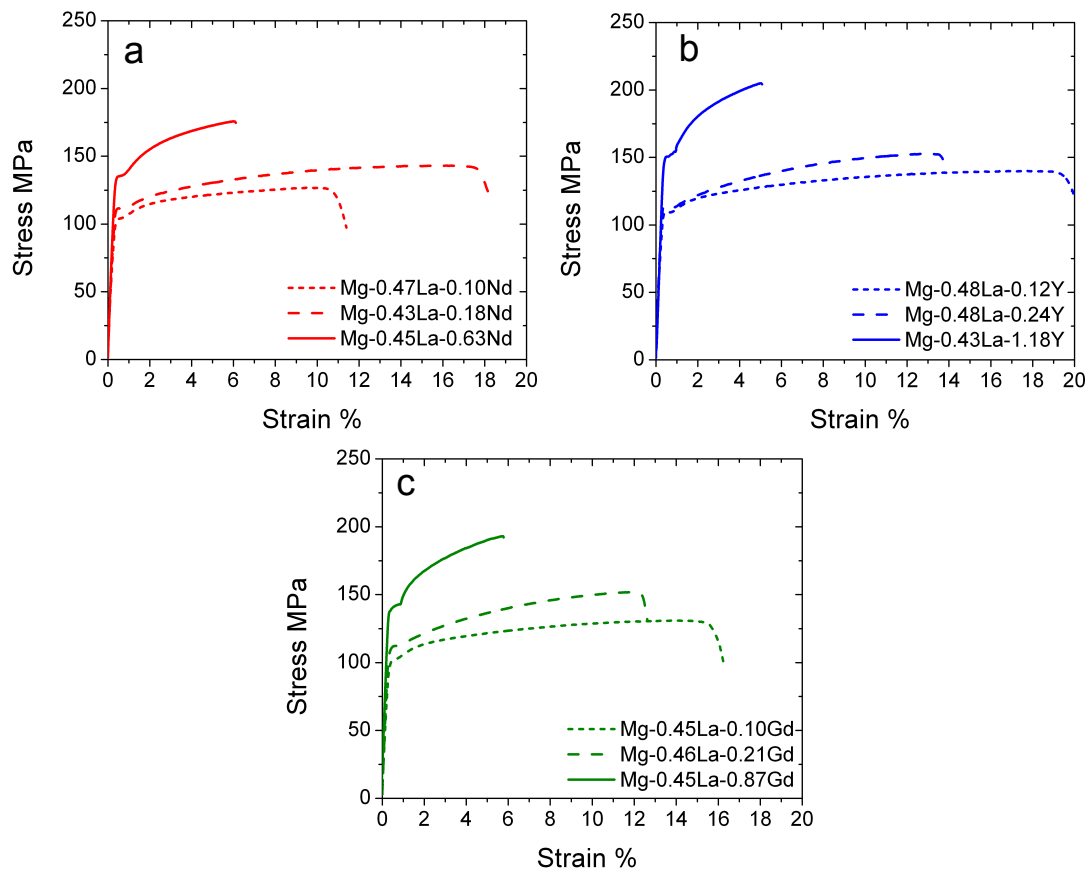 a
250
200
150
100
50
0
Stress MPa
Mg-0.47La-0.10Nd
Mg-0.43La-0.18Nd
Mg-0.45La-0.63Nd
0 2 4 6 8 10 12 14 16 18 20
Strain %
b
250
200
150
100
50
0
Stress MPa
Mg-0.48La-0.12Y
Mg-0.48La-0.24Y
Mg-0.43La-1.18Y
0 2 4 6 8 10 12 14 16 18 20
Strain %
c
250
200
150
100
50
0
Stress MPa
Mg-0.45La-0.10Gd
Mg-0.46La-0.21Gd
Mg-0.45La-0.87Gd
0 2 4 6 8 10 12 14 16 18 20
Strain %